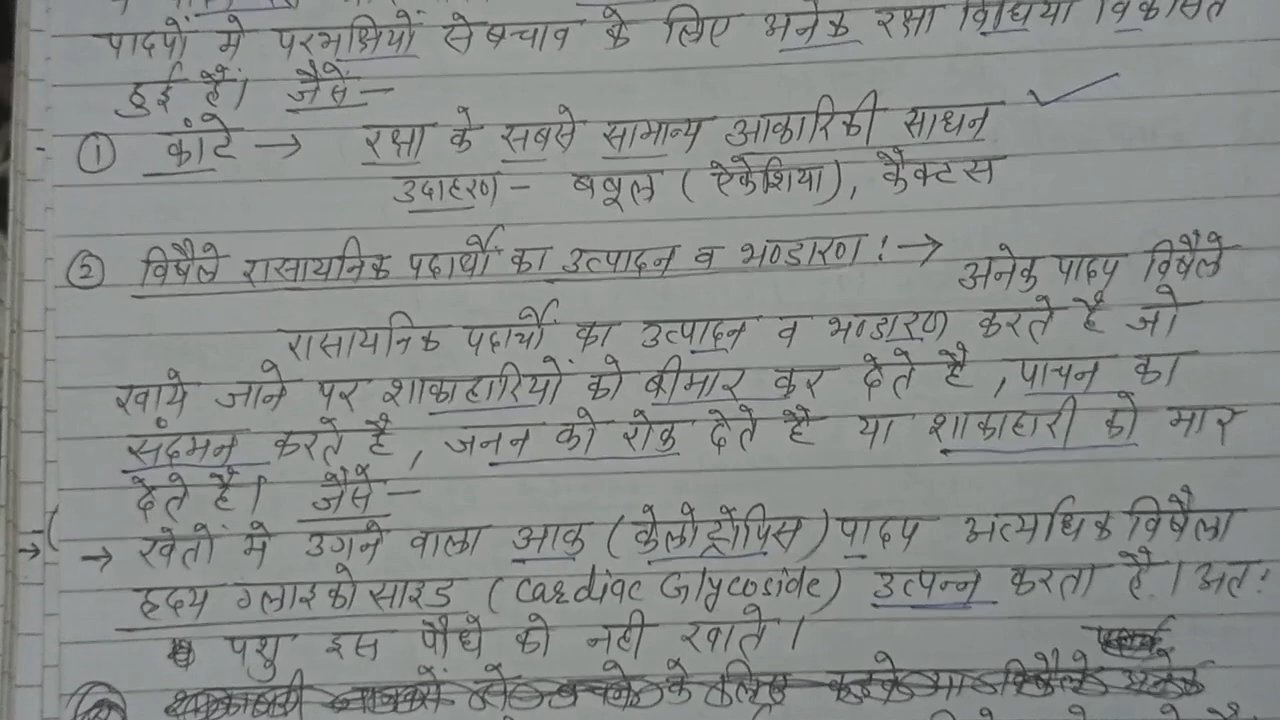 पादपों मे परभक्षियों से बचाव के लिए अनेक रक्षा विधियां विकसित
हुई हैं। जैसे -
① कांटे → रक्षा के सबसे सामान्य आकारिकी साधन
उदाहरण - बबूल (ऐकेशिया), कैक्टस
② विषैले रासायनिक पदार्थों का उत्पादन व भण्डारण :→ अनेक पादप विषैले
रासायनिक पदार्थों का उत्पादन व भण्डारण करते है जो
खाये जाने पर शाकाहारियों को बीमार कर देते है, पाचन का
संदमन करते है, जनन को रोक देते है या शाकाहारी को मार
देते है। जैसे -
→ → खेतों मे उगने वाला आक (केलोट्रोपिस) पादप अत्यधिक विषैला
हृदय ग्लाइकोसाइड (Cardiac Glycoside) उत्पन्न करता है। अतः
पशु इस पौधे को नही खाते।